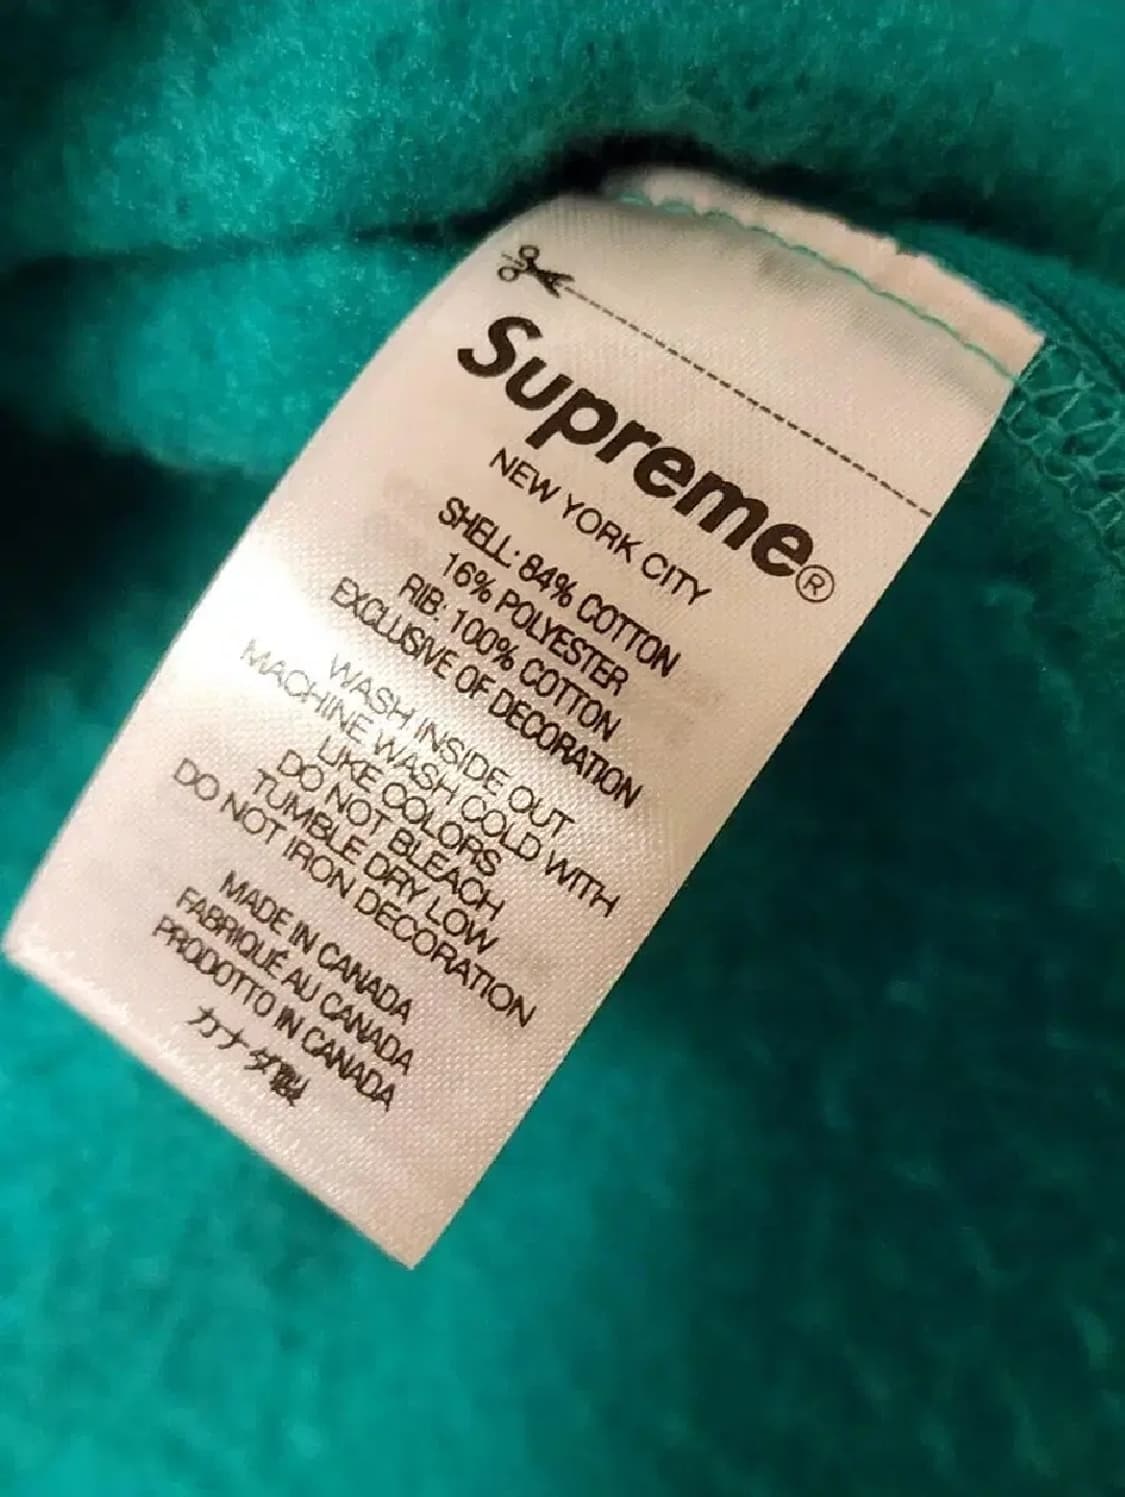 Supreme®
NEW YORK CITY
SHELL: 84% COTTON
16% POLYESTER
RIB: 100% COTTON
EXCLUSIVE OF DECORATION
WASH INSIDE OUT
MACHINE WASH COLD WITH
LIKE COLORS
DO NOT BLEACH
TUMBLE DRY LOW
DO NOT IRON DECORATION
MADE IN CANADA
FABRIQUÉ AU CANADA
PRODOTTO IN CANADA
カナダ製